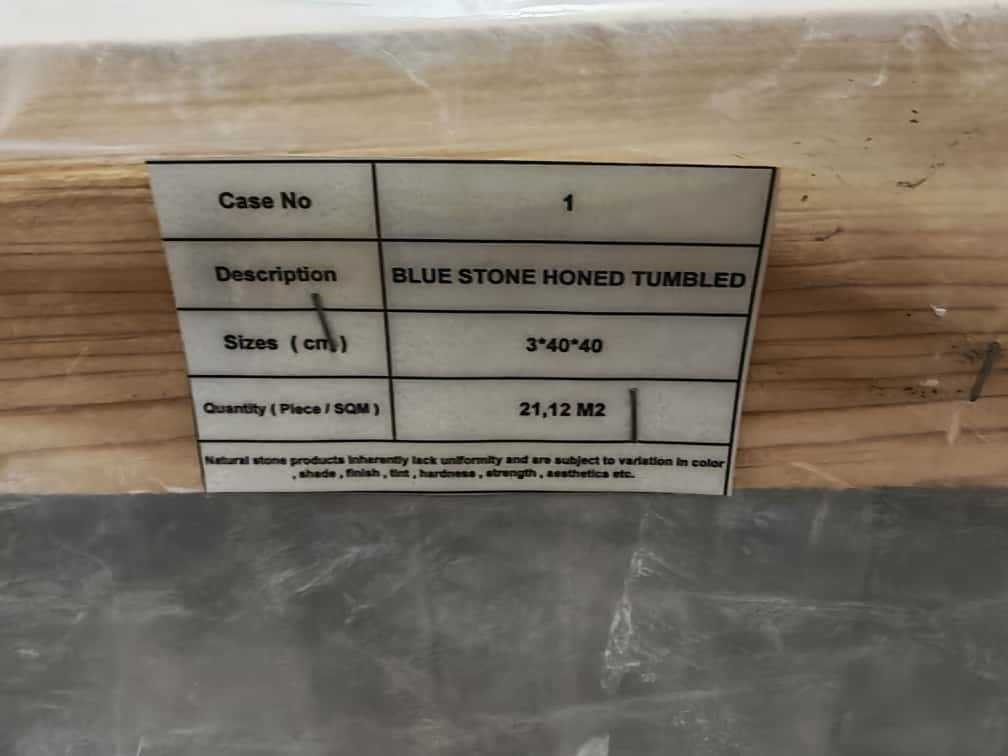 Case No 1
Description BLUE STONE HONED TUMBLED
Sizes ( cm ) 3*40*40
Quantity ( Piece / SQM ) 21,12 M2
Natural stone products inherently lack uniformity and are subject to variation in color
, shade , finish , tint , hardness , strength , aesthetics etc.